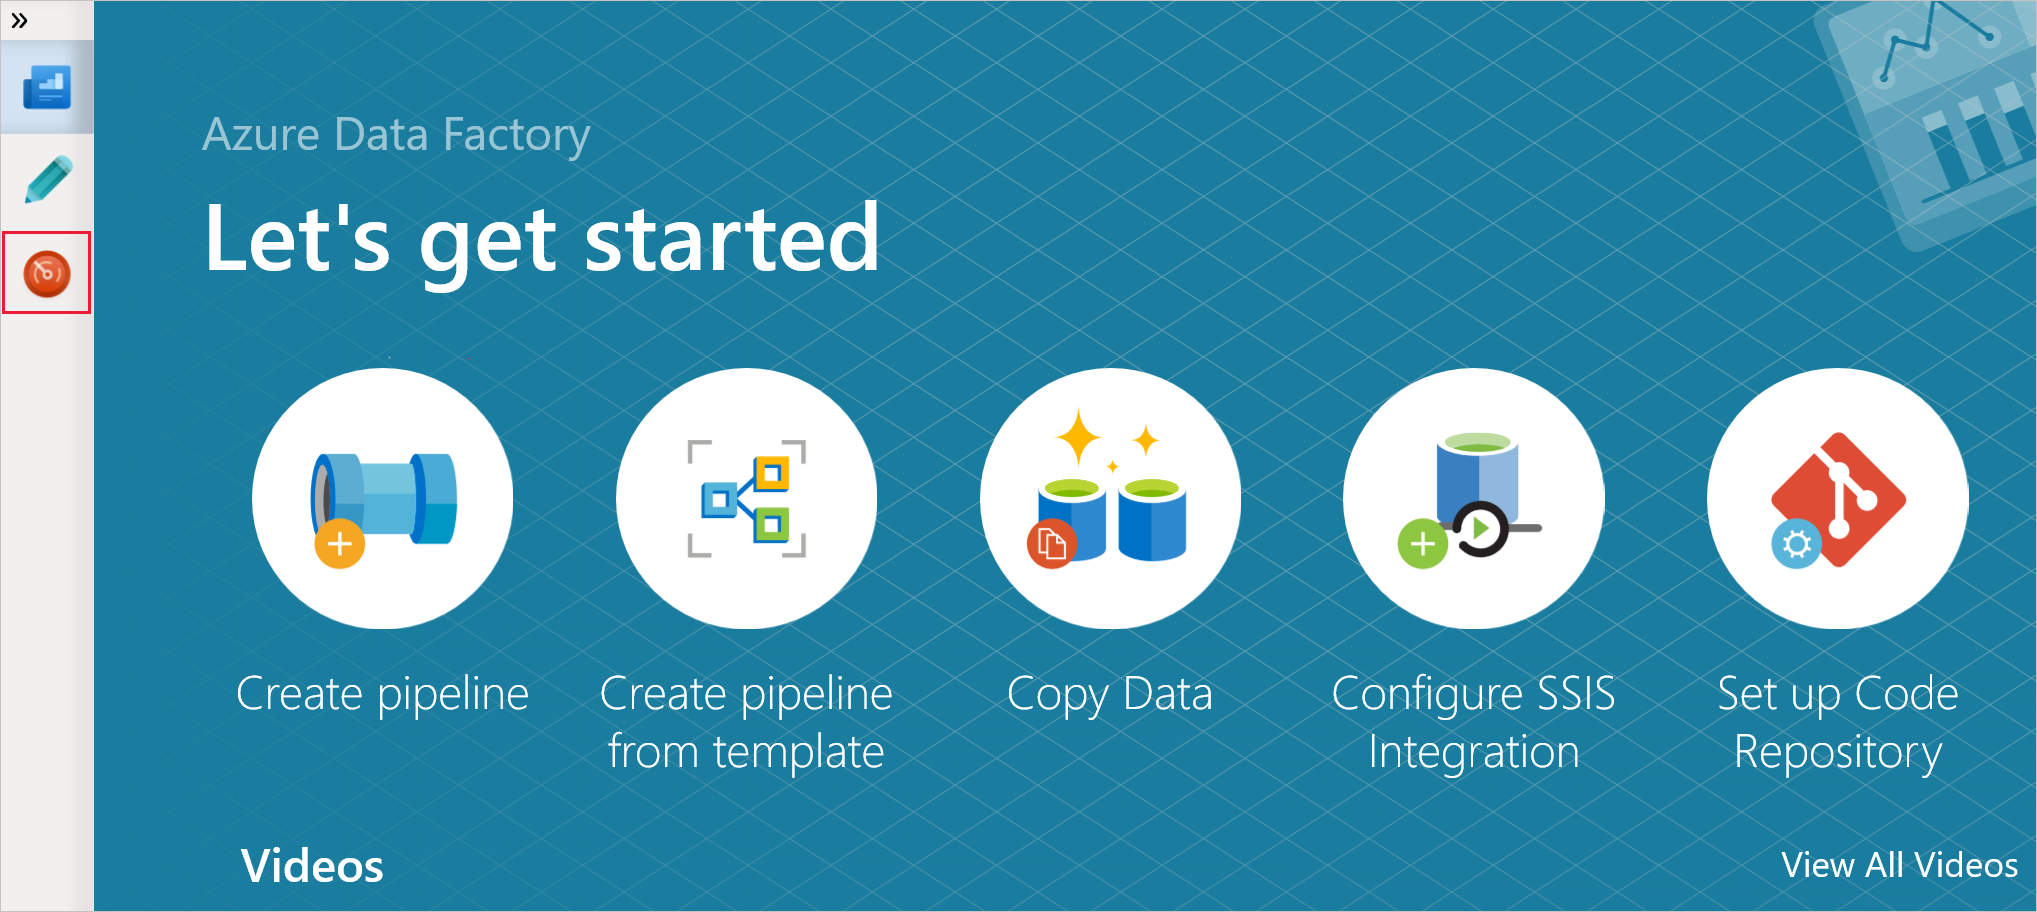 Azure Data Factory
Let's get started
Create pipeline
Create pipeline
from template
Copy Data
Configure SSIS
Integration
Set up Code
Repository
Videos
View All Videos